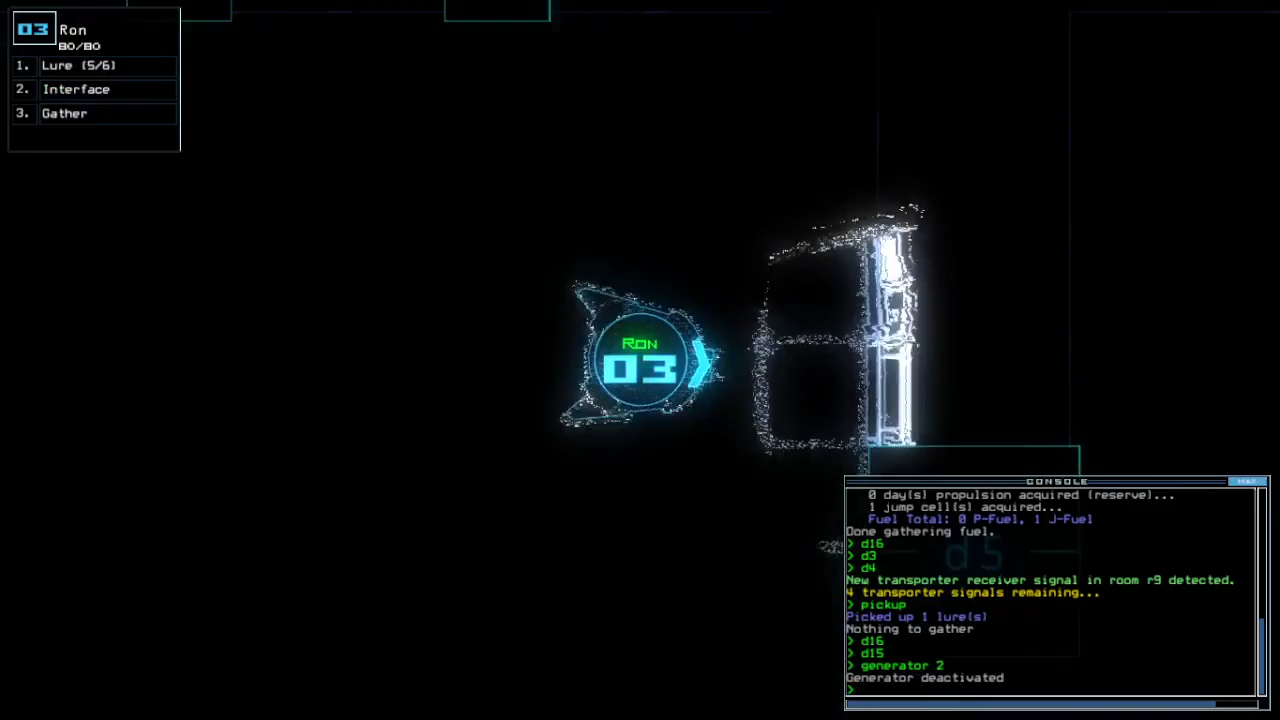 03 Ron
80/80
1. Lure (5/6)
2. Interface
3. Gather
Ron
03
d5
CONSOLE
MAX
0 day(s) propulsion acquired (reserve)...
1 jump cell(s) acquired...
Fuel Total: 0 P-Fuel, 1 J-Fuel
Done gathering fuel.
> d16
> d3
> d4
New transporter receiver signal in room r9 detected.
4 transporter signals remaining...
> pickup
Picked up 1 lure(s)
Nothing to gather
> d16
> d15
> generator 2
Generator deactivated
>